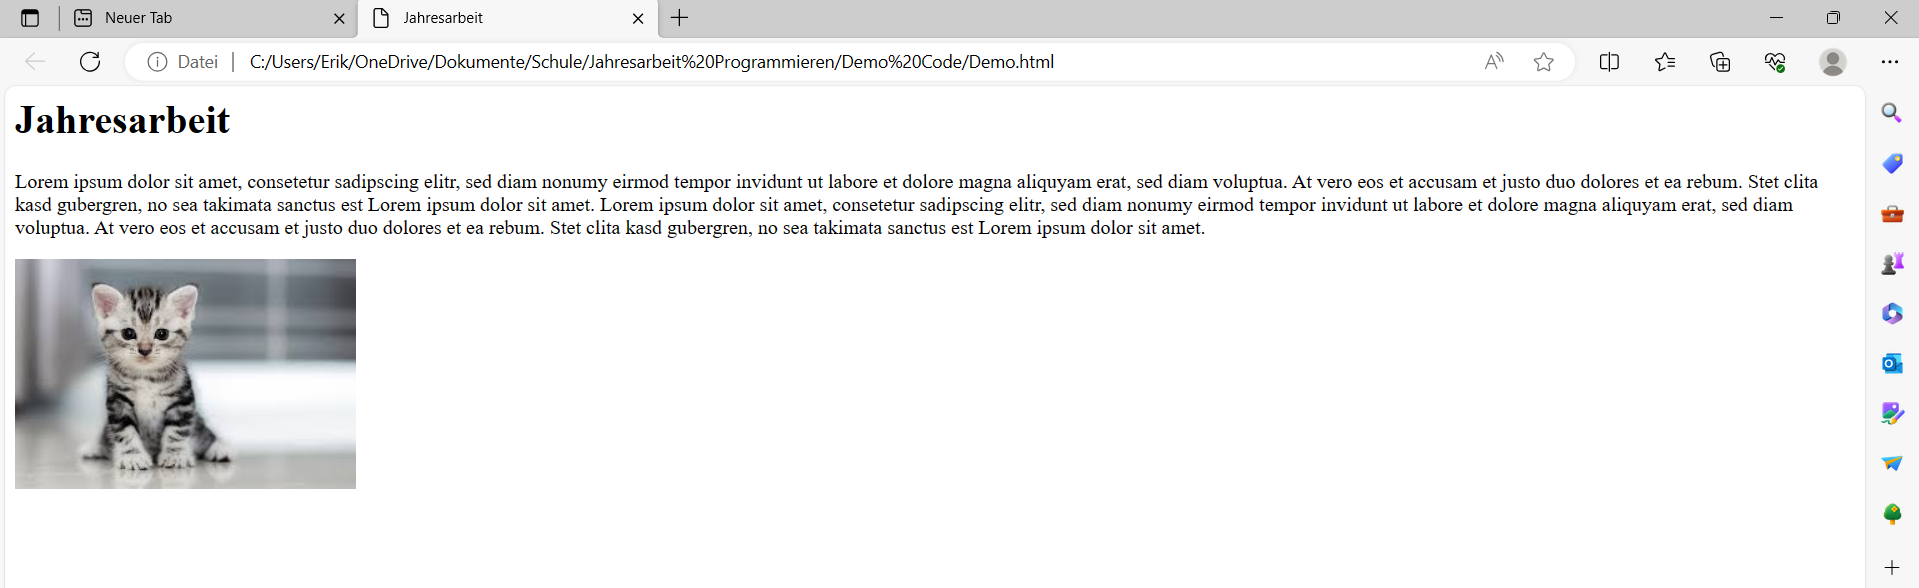 Neuer Tab
Jahresarbeit
Datei
C:/Users/Erik/OneDrive/Dokumente/Schule/Jahresarbeit%20Programmieren/Demo%20Code/Demo.html
Jahresarbeit
Lorem ipsum dolor sit amet, consetetur sadipscing elitr, sed diam nonumy eirmod tempor invidunt ut labore et dolore magna aliquyam erat, sed diam voluptua. At vero eos et accusam et justo duo dolores et ea rebum. Stet clita
kasd gubergren, no sea takimata sanctus est Lorem ipsum dolor sit amet. Lorem ipsum dolor sit amet, consetetur sadipscing elitr, sed diam nonumy eirmod tempor invidunt ut labore et dolore magna aliquyam erat, sed diam
voluptua. At vero eos et accusam et justo duo dolores et ea rebum. Stet clita kasd gubergren, no sea takimata sanctus est Lorem ipsum dolor sit amet.